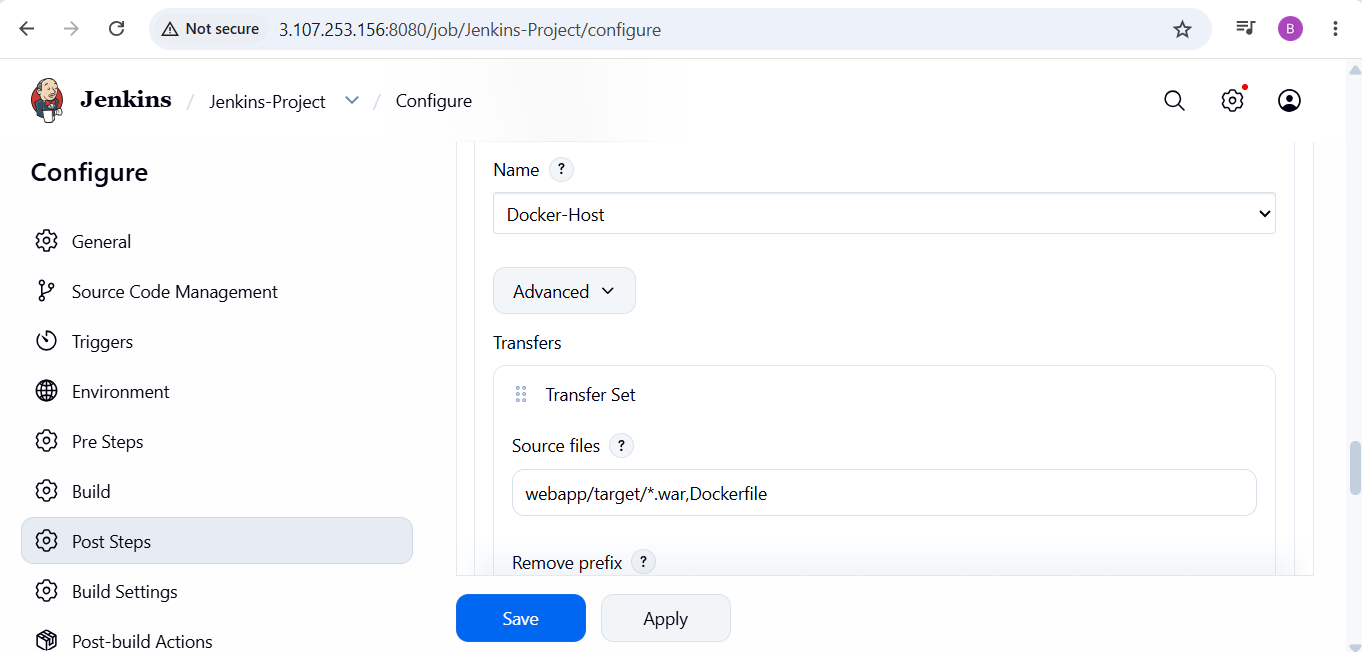 Not secure 3.107.253.156:8080/job/Jenkins-Project/configure B
Jenkins / Jenkins-Project / Configure
Configure
General
Source Code Management
Triggers
Environment
Pre Steps
Build
Post Steps
Build Settings
Post-build Actions
Name ?
Docker-Host
Advanced
Transfers
Transfer Set
Source files ?
webapp/target/*.war,Dockerfile
Remove prefix ?
Save Apply